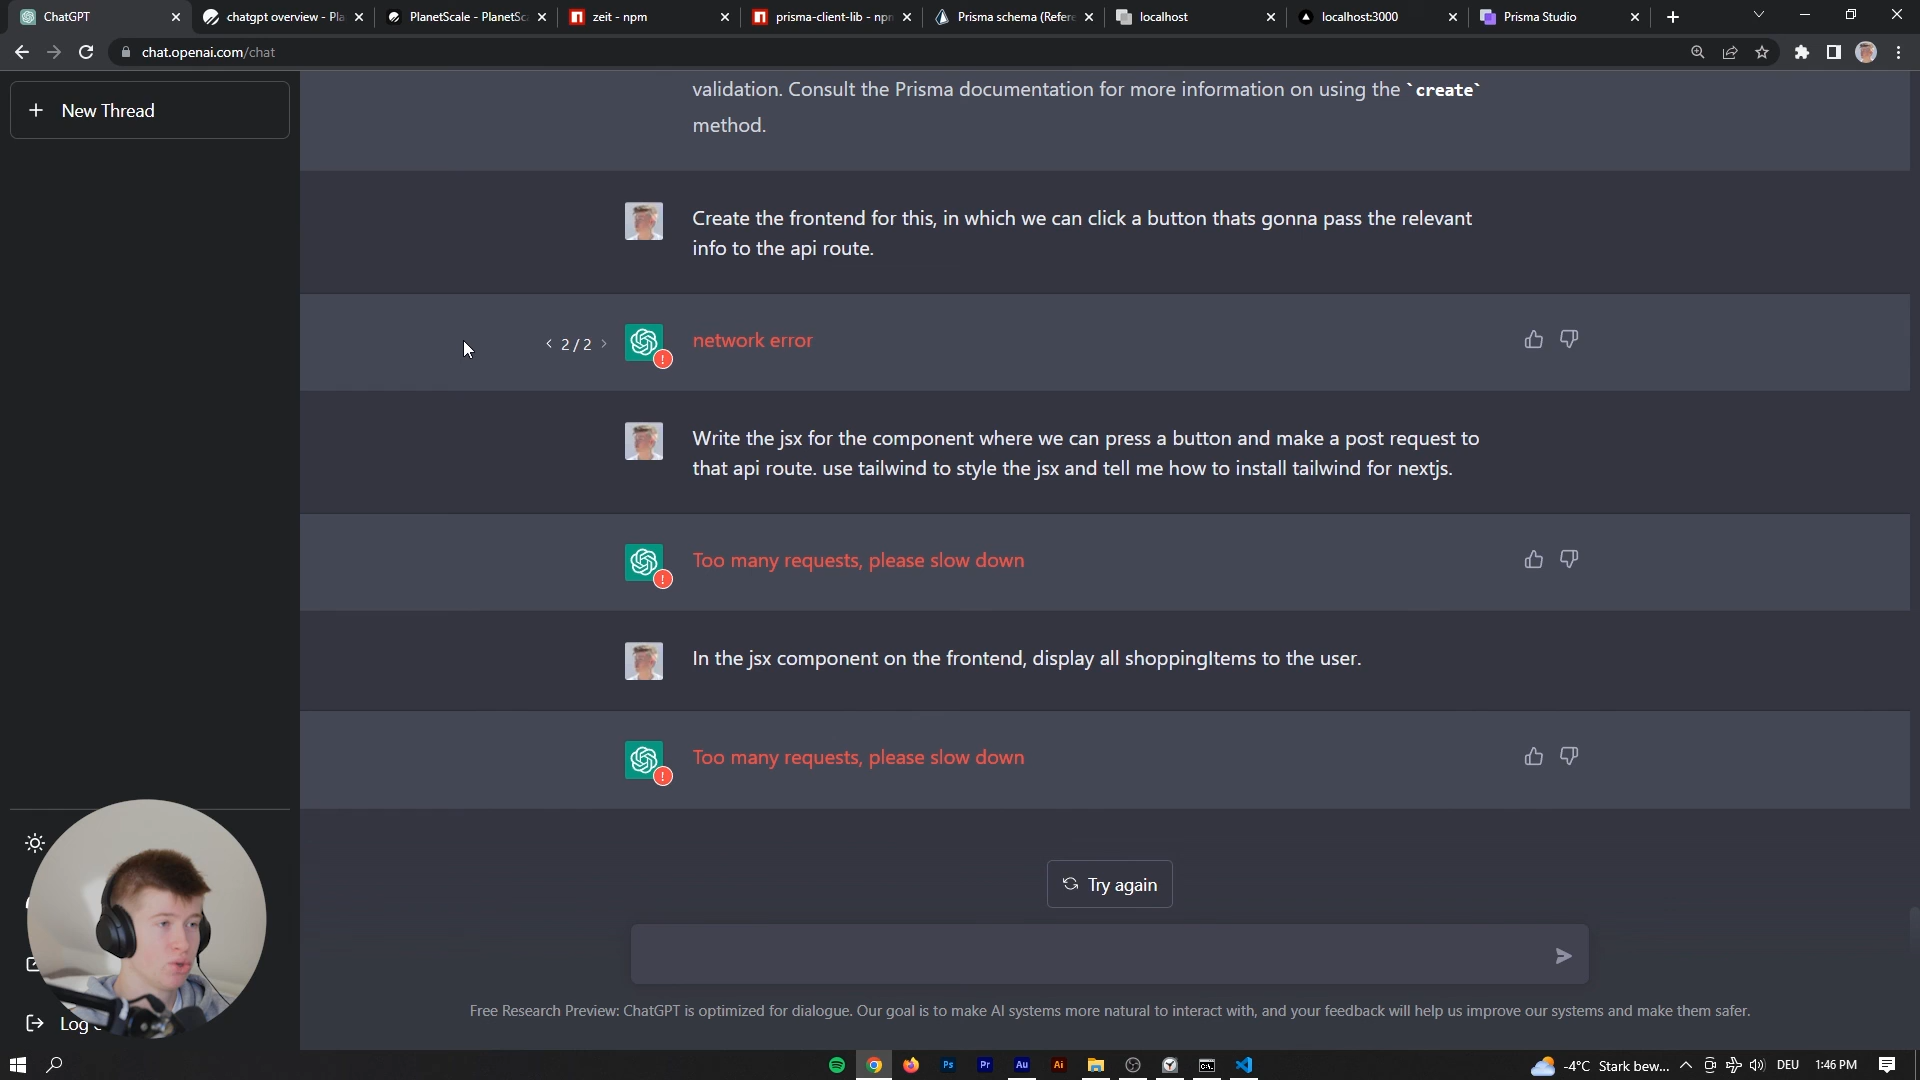 ChatGPT
chatgpt overview - Pla
PlanetScale - PlanetSc
zeit - npm
prisma-client-lib - npm
Prisma schema (Refere
localhost
localhost:3000
Prisma Studio
chat.openai.com/chat
New Thread
validation. Consult the Prisma documentation for more information on using the `create`
method.
Create the frontend for this, in which we can click a button thats gonna pass the relevant
info to the api route.
< 2 / 2 >
network error
Write the jsx for the component where we can press a button and make a post request to
that api route. use tailwind to style the jsx and tell me how to install tailwind for nextjs.
Too many requests, please slow down
In the jsx component on the frontend, display all shoppingItems to the user.
Too many requests, please slow down
Try again
Free Research Preview: ChatGPT is optimized for dialogue. Our goal is to make AI systems more natural to interact with, and your feedback will help us improve our systems and make them safer.
Log
Ps
Pr
Au
Ai
-4°C Stark bew...
DEU
1:46 PM